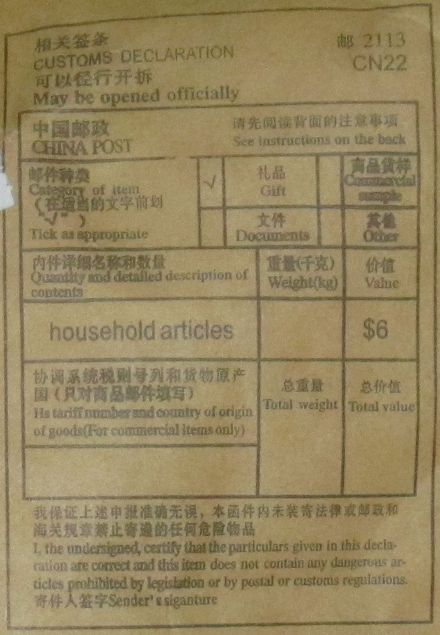 相关签条
邮 2113
CUSTOMS DECLARATION
CN22
可以径行开拆
May be opened officially
中国邮政
请先阅读背面的注意事项
CHINA POST
See instructions on the back
邮件种类
Category of item
（在适当的文字前划
"√" ）
Tick as appropriate
√
礼品
Gift
商品货样
Commercial
sample
文件
Documents
其他
Other
内件详细名称和数量
Quantity and detailed description of
contents
重量(千克)
Weight(kg)
价值
Value
household articles
$6
协调系统税则号列和货物原产
国（只对商品邮件填写）
Hs tariff number and country of origin
of goods(For commercial items only)
总重量
Total weight
总价值
Total value
我保证上述申报准确无误，本函件内未装寄法律或邮政和
海关规章禁止寄递的任何危险物品
I, the undersigned, certify that the particulars given in this decla-
ration are correct and this item does not contain any dangerous ar-
ticles prohibited by legislation or by postal or customs regulations.
寄件人签字Sender's siganture